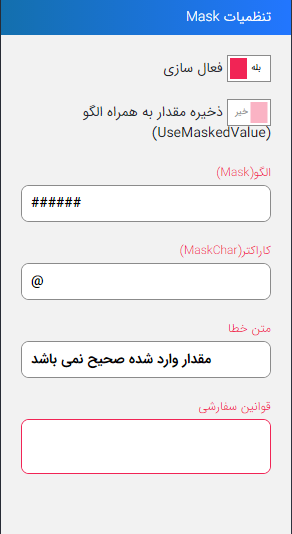 تنظمیات Mask
بله فعال سازی
خیر ذخیره مقدار به همراه الگو
(UseMaskedValue)
الگو(Mask)
######
کاراکتر(MaskChar)
@
متن خطا
مقدار وارد شده صحیح نمی باشد
قوانین سفارشی